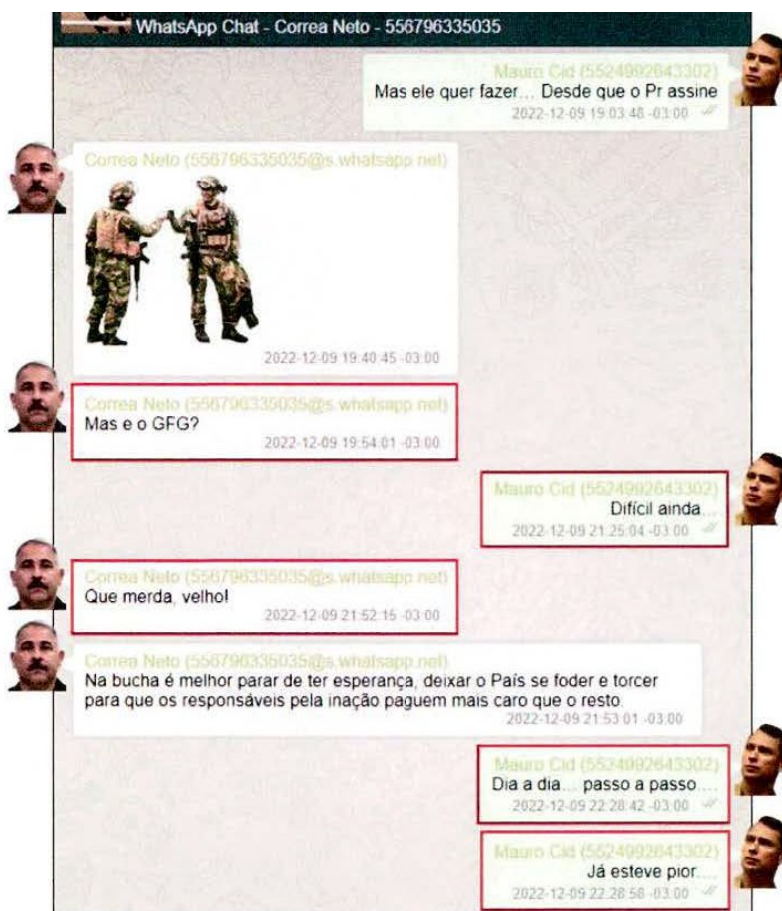 WhatsApp Chat - Correa Neto - 556796335035
Mauro Cid (5524992643302)
Mas ele quer fazer... Desde que o Pr assine
2022-12-09 19:03:48 -03:00
Correa Neto (556796335035@s.whatsapp.net)
2022-12-09 19:40:45 -03:00
Correa Neto (556796335035@s.whatsapp.net)
Mas e o GFG?
2022-12-09 19:54:01 -03:00
Mauro Cid (5524992643302)
Difícil ainda...
2022-12-09 21:25:04 -03:00
Correa Neto (556796335035@s.whatsapp.net)
Que merda, velho!
2022-12-09 21:52:15 -03:00
Correa Neto (556796335035@s.whatsapp.net)
Na bucha é melhor parar de ter esperança, deixar o País se foder e torcer
para que os responsáveis pela inação paguem mais caro que o resto
2022-12-09 21:53:01 -03:00
Mauro Cid (5524992643302)
Dia a dia... passo a passo....
2022-12-09 22:28:42 -03:00
Mauro Cid (5524992643302)
Já esteve pior....
2022-12-09 22:28:58 -03:00